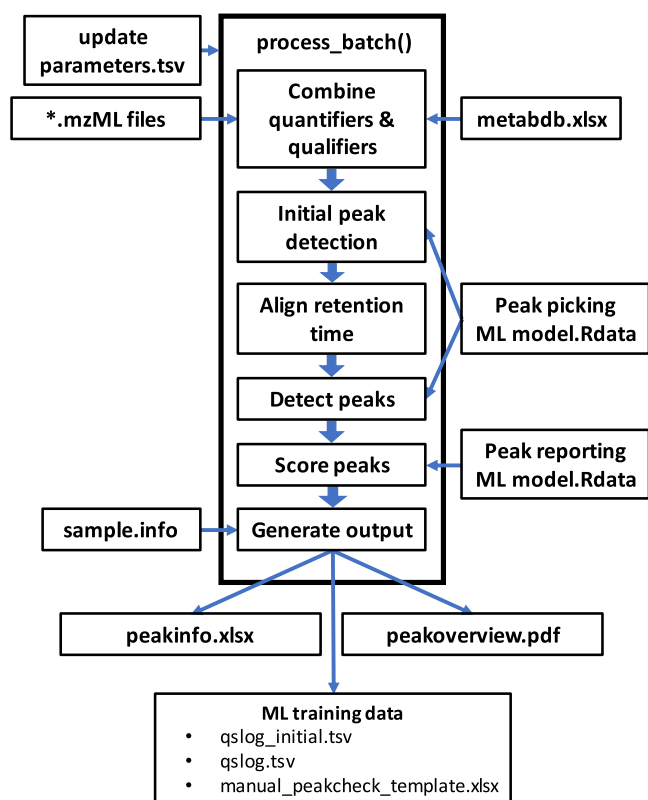 update
parameters.tsv
process_batch()
*.mzML files
Combine
quantifiers &
qualifiers
metabdb.xlsx
Initial peak
detection
Align retention
time
Peak picking
ML model.Rdata
Detect peaks
Score peaks
Peak reporting
ML model.Rdata
sample.info
Generate output
peakinfo.xlsx
peakoverview.pdf
ML training data
• qslog_initial.tsv
• qslog.tsv
• manual_peakcheck_template.xlsx